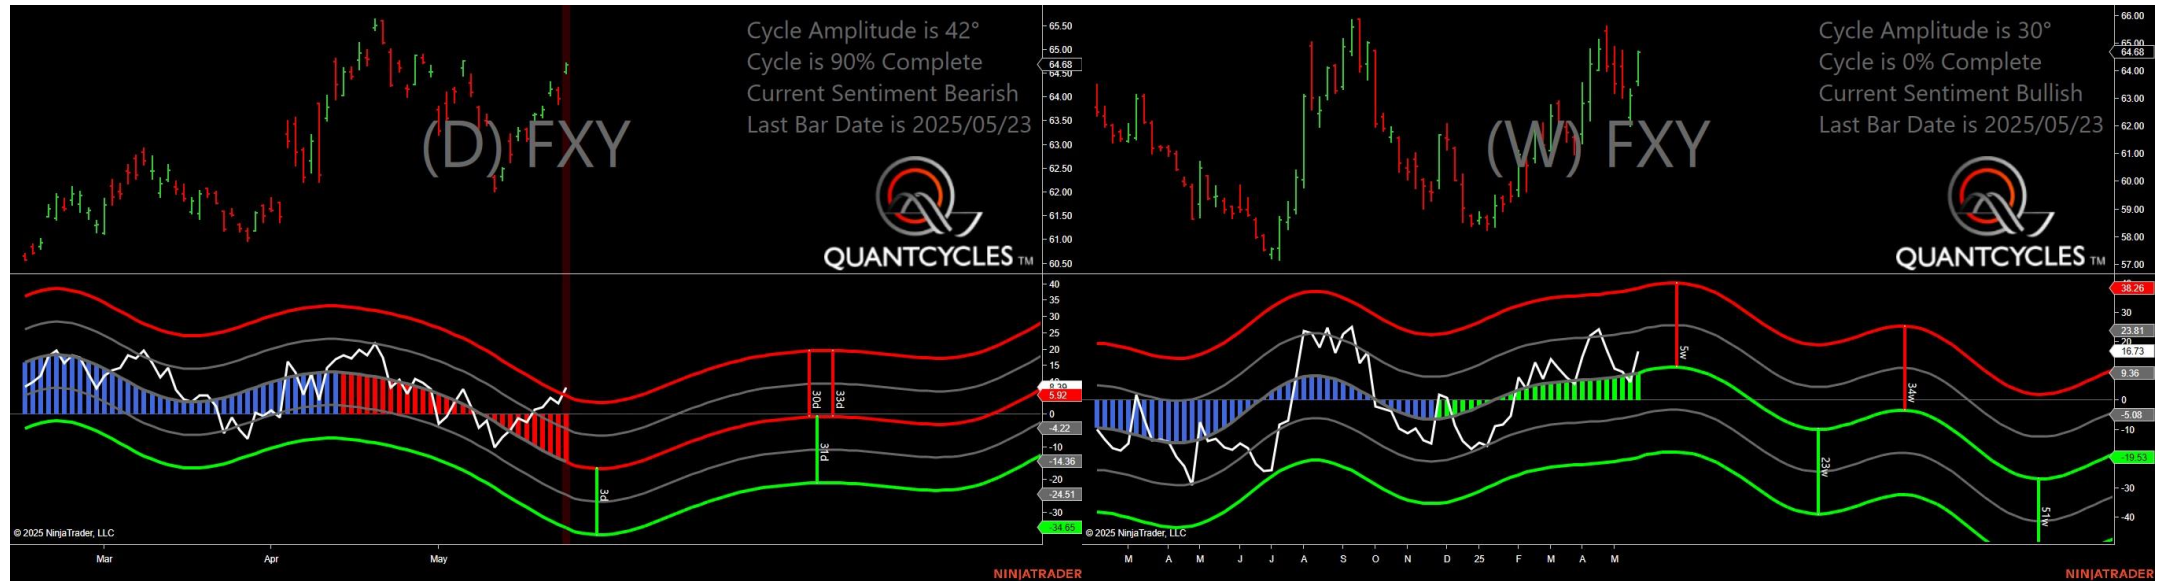 Cycle Amplitude is 42°
Cycle is 90% Complete
Current Sentiment Bearish
Last Bar Date is 2025/05/23
(D) FXY
QUANTCYCLES TM
65.50
65.00
64.68
64.50
64.00
63.50
63.00
62.50
62.00
61.50
61.00
60.50
40
35
30
25
20
15
8.39
5.92
0
-4.22
-10
-14.36
-20
-24.51
-30
-34.65
3d
30d
33d
31d
© 2025 NinjaTrader, LLC
Mar
Apr
May
NINJATRADER
Cycle Amplitude is 30°
Cycle is 0% Complete
Current Sentiment Bullish
Last Bar Date is 2025/05/23
(W) FXY
QUANTCYCLES TM
66.00
65.00
64.68
64.00
63.00
62.00
61.00
60.00
59.00
58.00
57.00
38.26
30
23.81
20
16.73
9.36
0
-5.08
-10
-19.53
-30
-40
5w
34w
23w
51w
© 2025 NinjaTrader, LLC
M A M J J A S O N D 25 F M A M
NINJATRADER